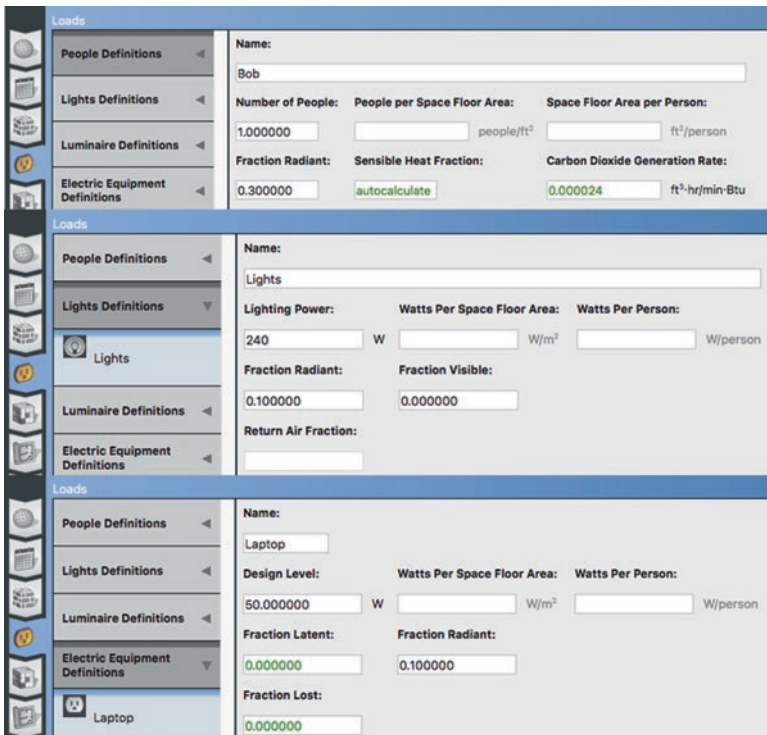 Loads
People Definitions
Lights Definitions
Luminaire Definitions
Electric Equipment
Definitions
Name:
Bob
Number of People: People per Space Floor Area: Space Floor Area per Person:
1.000000 people/ft² ft²/person
Fraction Radiant: Sensible Heat Fraction: Carbon Dioxide Generation Rate:
0.300000 autocalculate 0.000024 ft³·hr/min·Btu
Loads
People Definitions
Lights Definitions
Lights
Luminaire Definitions
Electric Equipment
Definitions
Name:
Lights
Lighting Power: Watts Per Space Floor Area: Watts Per Person:
240 W W/m² W/person
Fraction Radiant: Fraction Visible:
0.100000 0.000000
Return Air Fraction:
Loads
People Definitions
Lights Definitions
Luminaire Definitions
Electric Equipment
Definitions
Laptop
Name:
Laptop
Design Level: Watts Per Space Floor Area: Watts Per Person:
50.000000 W W/m² W/person
Fraction Latent: Fraction Radiant:
0.000000 0.100000
Fraction Lost:
0.000000